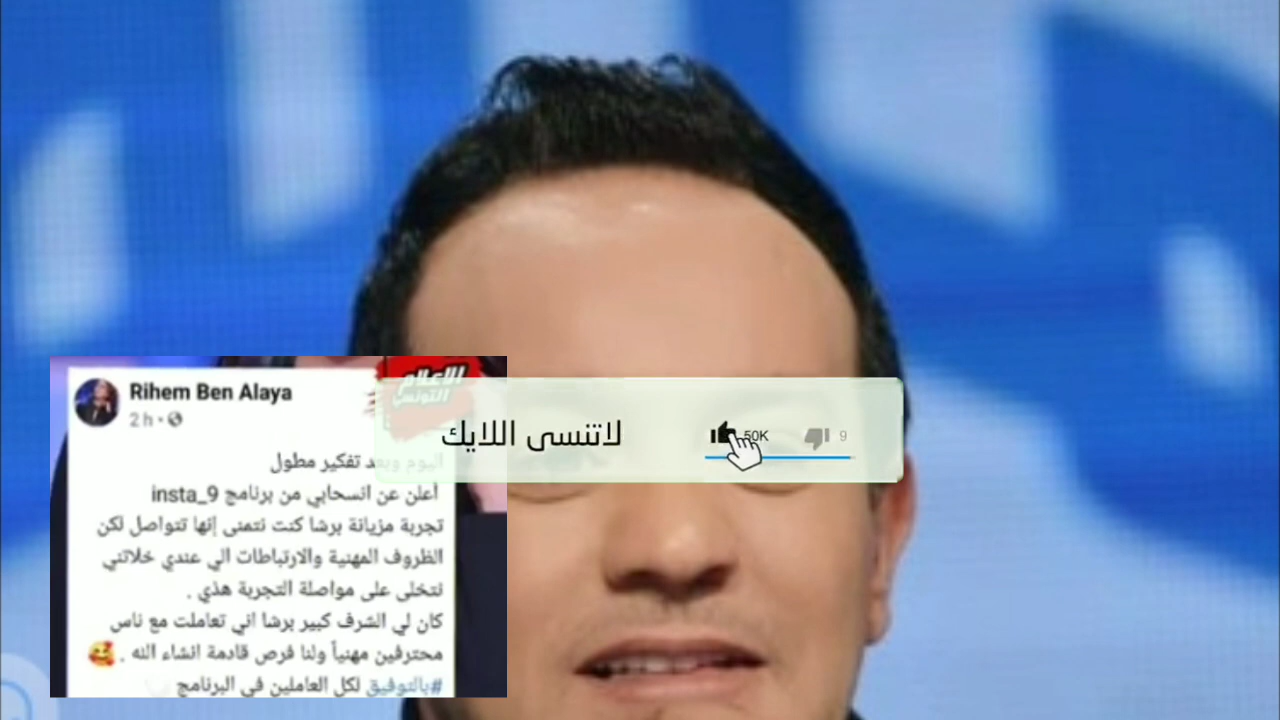 Rihem Ben Alaya
2 h
الاعلام
التونسي
اليوم وبعد تفكير مطول
أعلن عن انسحابي من برنامج insta_9
تجربة مزيانة برشا كنت نتمنى إنها تتواصل لكن
الظروف المهنية والارتباطات الي عندي خلاتني
نتخلى على مواصلة التجربة هذي .
كان لي الشرف كبير برشا اني تعاملت مع ناس
محترفين مهنياً ولنا فرص قادمة انشاء الله . 🥰
#بالتوفيق لكل العاملين في البرنامج
لاتنسى اللايك
50K
9